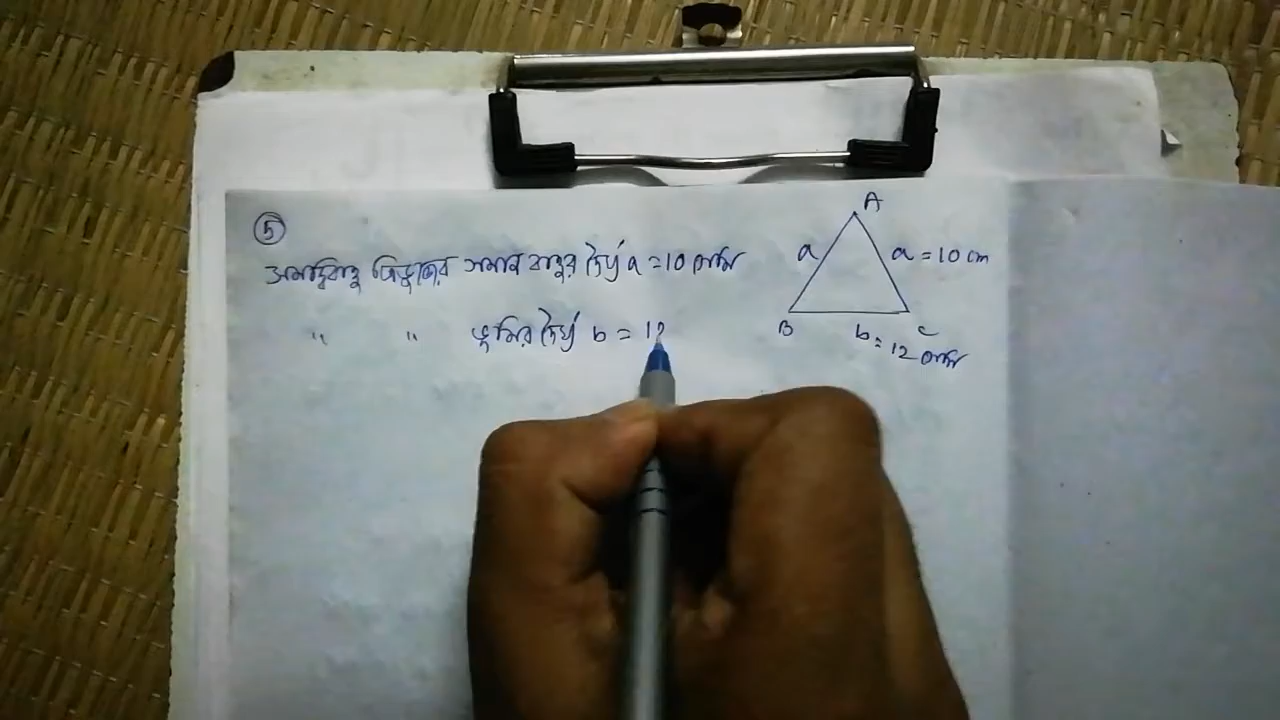 5
সমদ্বিবাহু ত্রিভুজের সমান বাহুর দৈর্ঘ্য a = 10 সেমি
" " ভূমির দৈর্ঘ্য b = 12
A
a
a = 10 cm
B
C
b = 12 সেমি